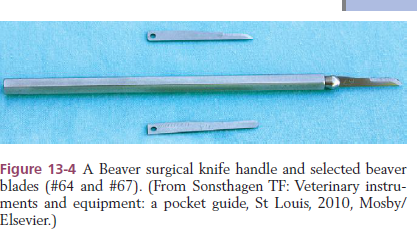 Figure 13-4 A Beaver surgical knife handle and selected beaver
blades (#64 and #67). (From Sonsthagen TF: Veterinary instru-
ments and equipment: a pocket guide, St Louis, 2010, Mosby/
Elsevier.)